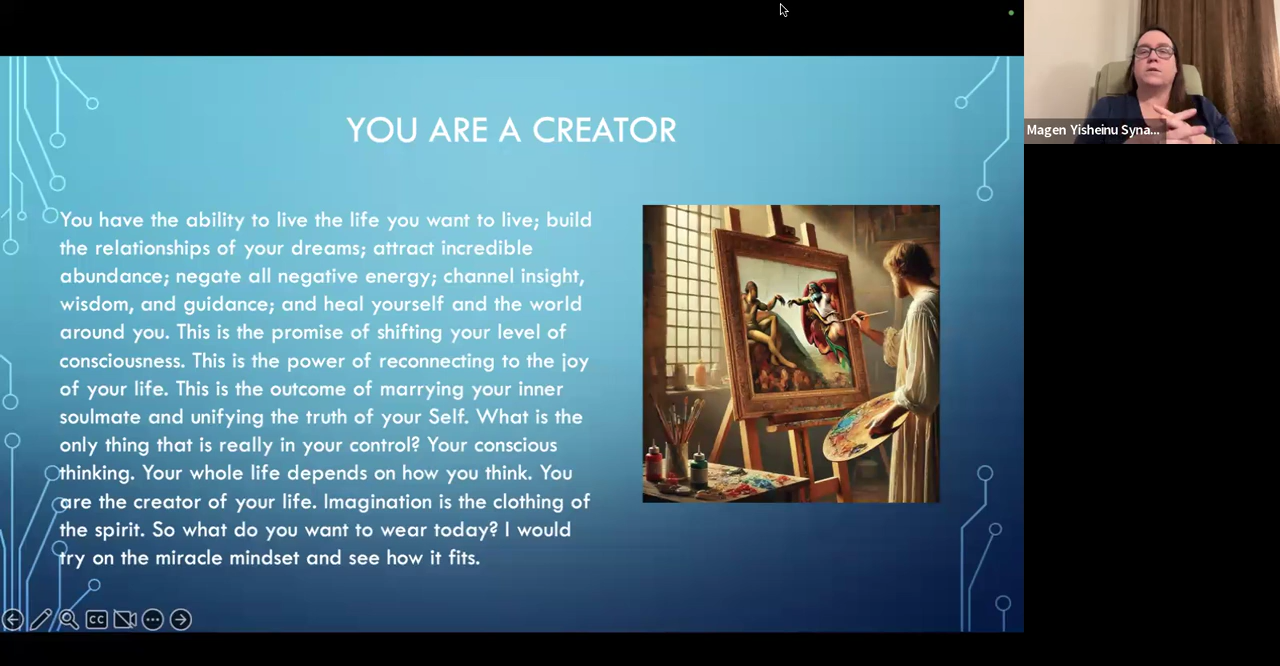 YOU ARE A CREATOR
You have the ability to live the life you want to live; build
the relationships of your dreams; attract incredible
abundance; negate all negative energy; channel insight,
wisdom, and guidance; and heal yourself and the world
around you. This is the promise of shifting your level of
consciousness. This is the power of reconnecting to the joy
of your life. This is the outcome of marrying your inner
soulmate and unifying the truth of your Self. What is the
only thing that is really in your control? Your conscious
thinking. Your whole life depends on how you think. You
are the creator of your life. Imagination is the clothing of
the spirit. So what do you want to wear today? I would
try on the miracle mindset and see how it fits.
CC
Magen Yisheinu Syna...